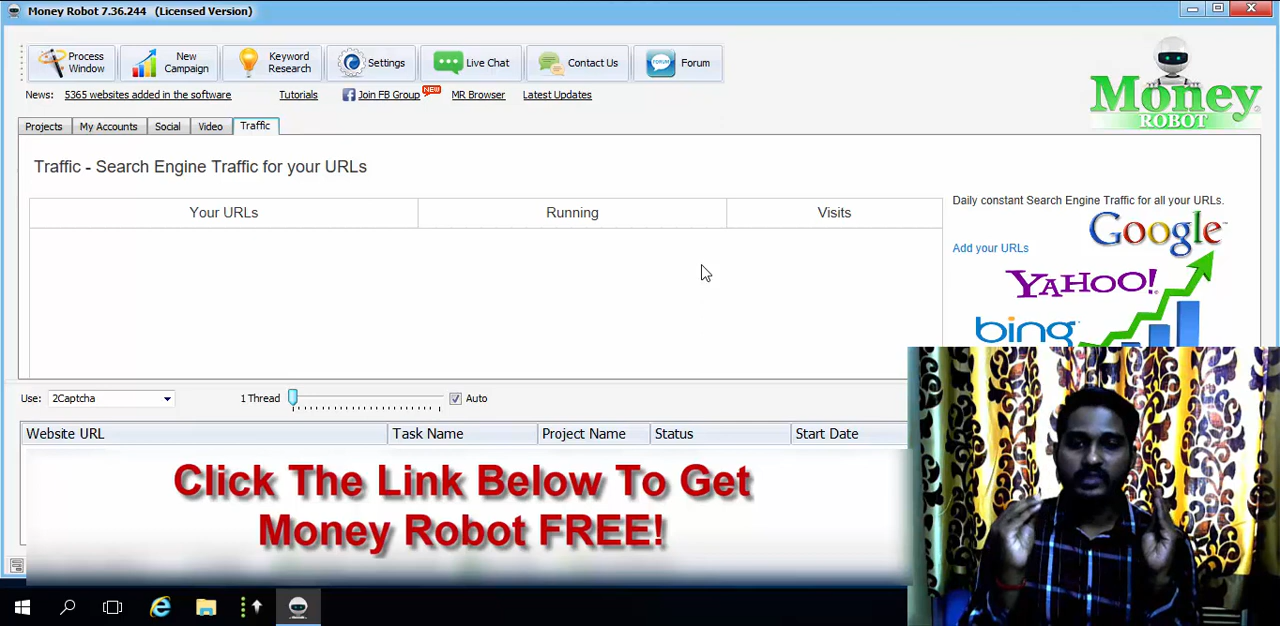 Money Robot 7.36.244 (Licensed Version)
Process Window
New Campaign
Keyword Research
Settings
Live Chat
Contact Us
FORUM
Forum
News:
5365 websites added in the software
Tutorials
Join FB Group
NEW
MR Browser
Latest Updates
Money
ROBOT
Projects
My Accounts
Social
Video
Traffic
Traffic - Search Engine Traffic for your URLs
Your URLs
Running
Visits
Daily constant Search Engine Traffic for all your URLs.
Google
Add your URLs
YAHOO!
bing
Use:
2Captcha
1 Thread
Auto
Website URL
Task Name
Project Name
Status
Start Date
Click The Link Below To Get
Money Robot FREE!